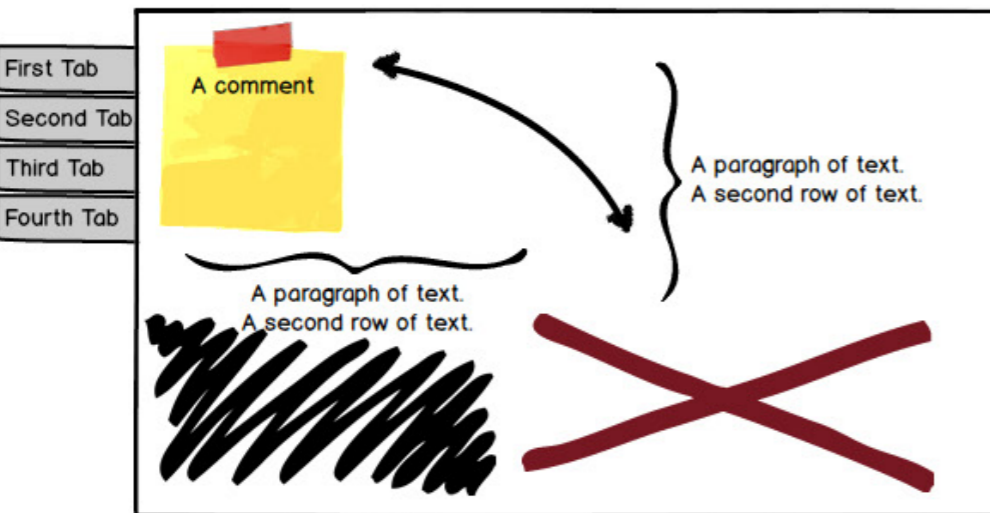 First Tab
Second Tab
Third Tab
Fourth Tab
A comment
A paragraph of text.
A second row of text.
A paragraph of text.
A second row of text.